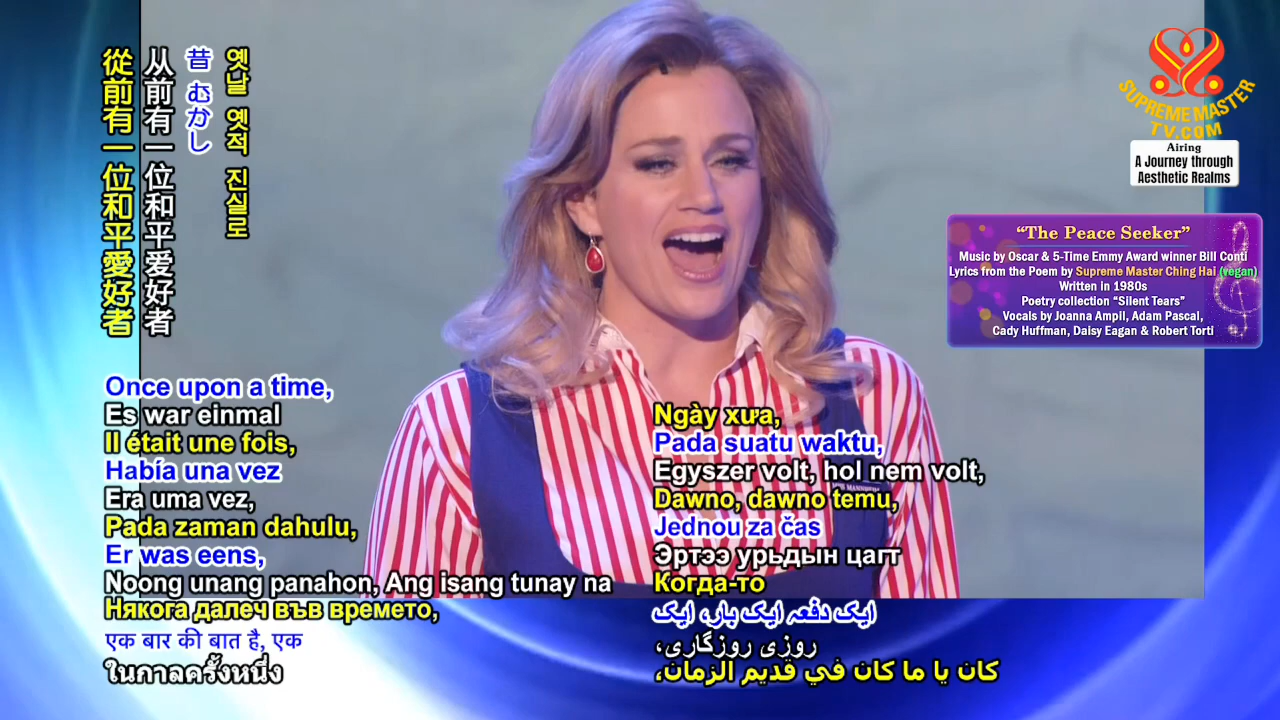 從前有一位和平愛好者
从前有一位和平爱好者
昔 むかし
옛날 옛적 진실로
SUPREME MASTER
TV.COM
Airing
A Journey through
Aesthetic Realms
“The Peace Seeker”
Music by Oscar & 5-Time Emmy Award winner Bill Conti
Lyrics from the Poem by Supreme Master Ching Hai (vegan)
Written in 1980s
Poetry collection “Silent Tears”
Vocals by Joanna Ampil, Adam Pascal,
Cady Huffman, Daisy Eagan & Robert Torti
Once upon a time,
Es war einmal
Il était une fois,
Había una vez
Era uma vez,
Pada zaman dahulu,
Er was eens,
Noong unang panahon, Ang isang tunay na
Някога далеч във времето,
एक बार की बात है, एक
ในกาลครั้งหนึ่ง
Ngày xưa,
Pada suatu waktu,
Egyszer volt, hol nem volt,
Dawno, dawno temu,
Jednou za čas
Эртээ урьдын цагт
Когда-то
ایک دفعہ ایک بار، ایک
روزی روزگاری،
كان يا ما كان في قديم الزمان،